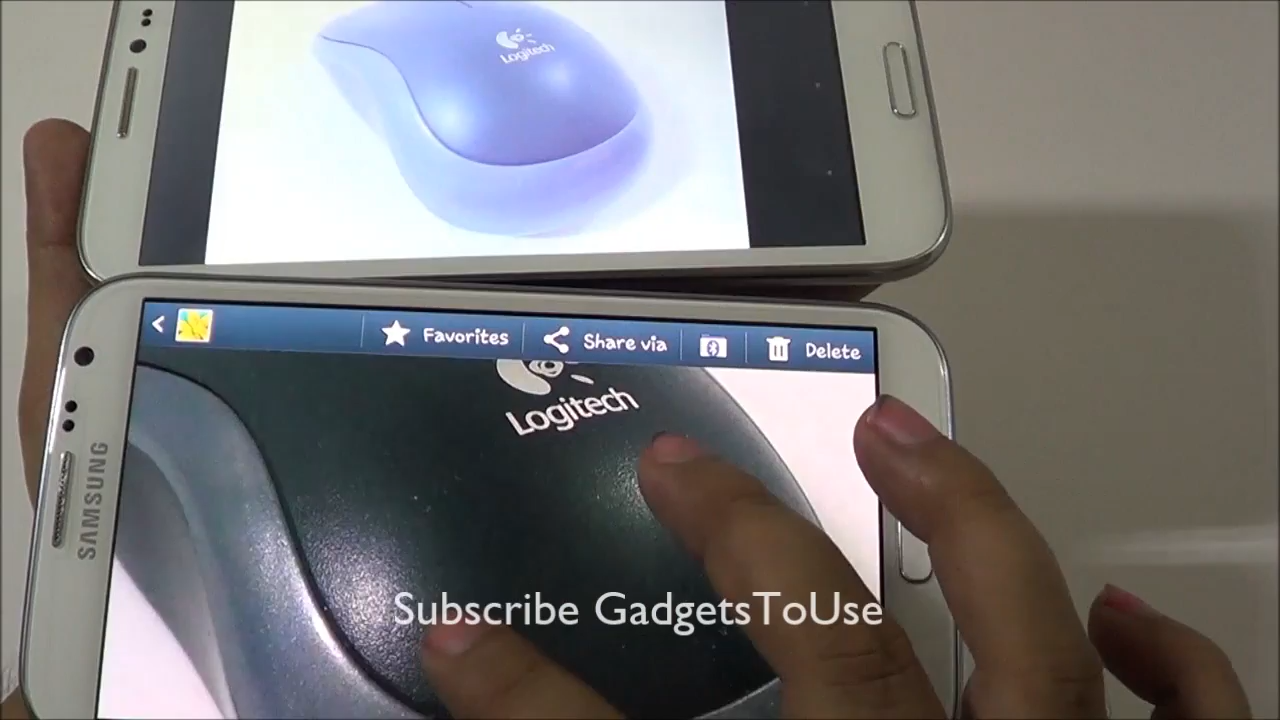 Logitech
Favorites
Share via
Delete
Logitech
SAMSUNG
Subscribe GadgetsToUse